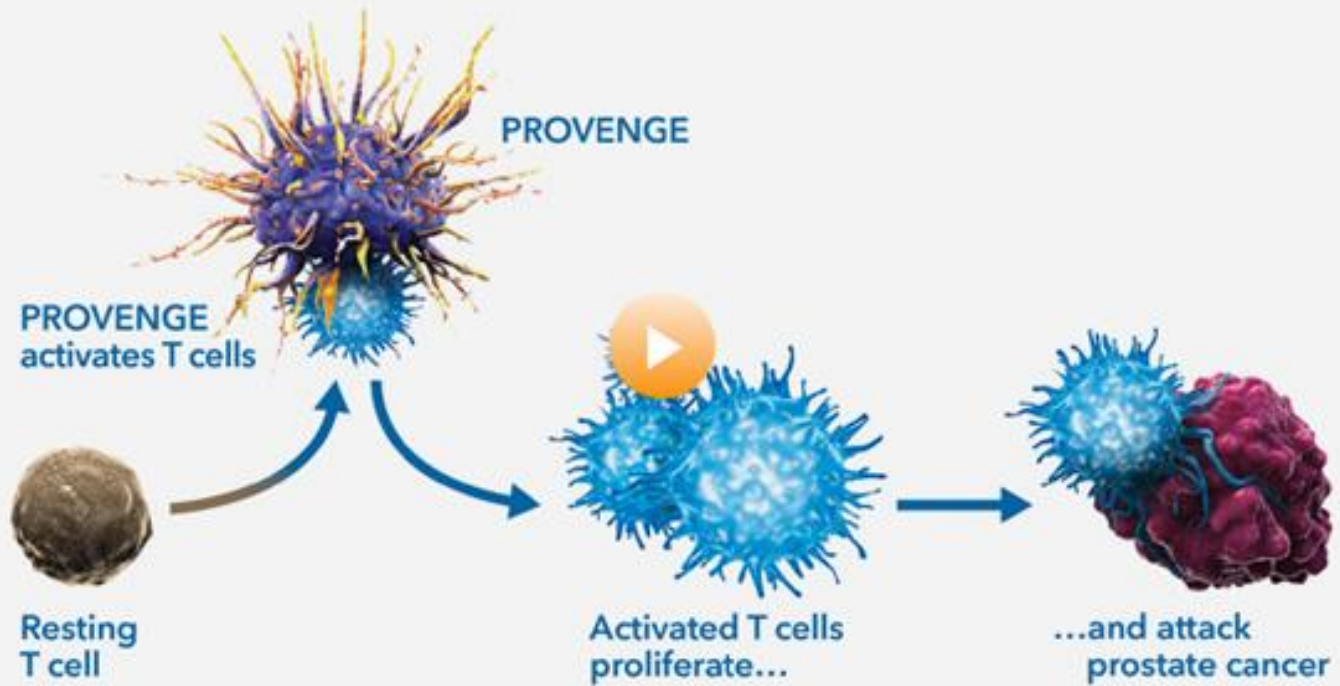 PROVENGE
PROVENGE
activates T cells
Resting
T cell
Activated T cells
proliferate...
...and attack
prostate cancer